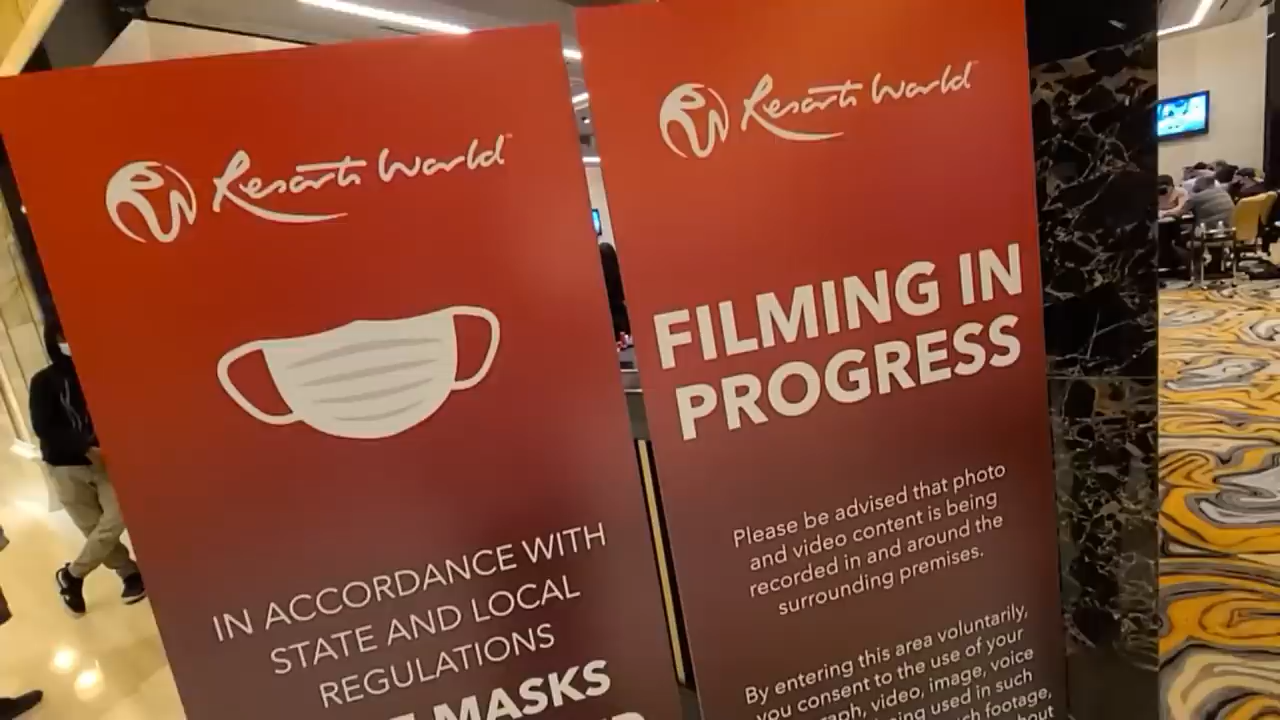 Resorts World
IN ACCORDANCE WITH
STATE AND LOCAL
REGULATIONS
MASKS
Resorts World
FILMING IN
PROGRESS
Please be advised that photo
and video content is being
recorded in and around the
surrounding premises.
By entering this area voluntarily,
you consent to the use of your
video, image, voice
used in such
footage,